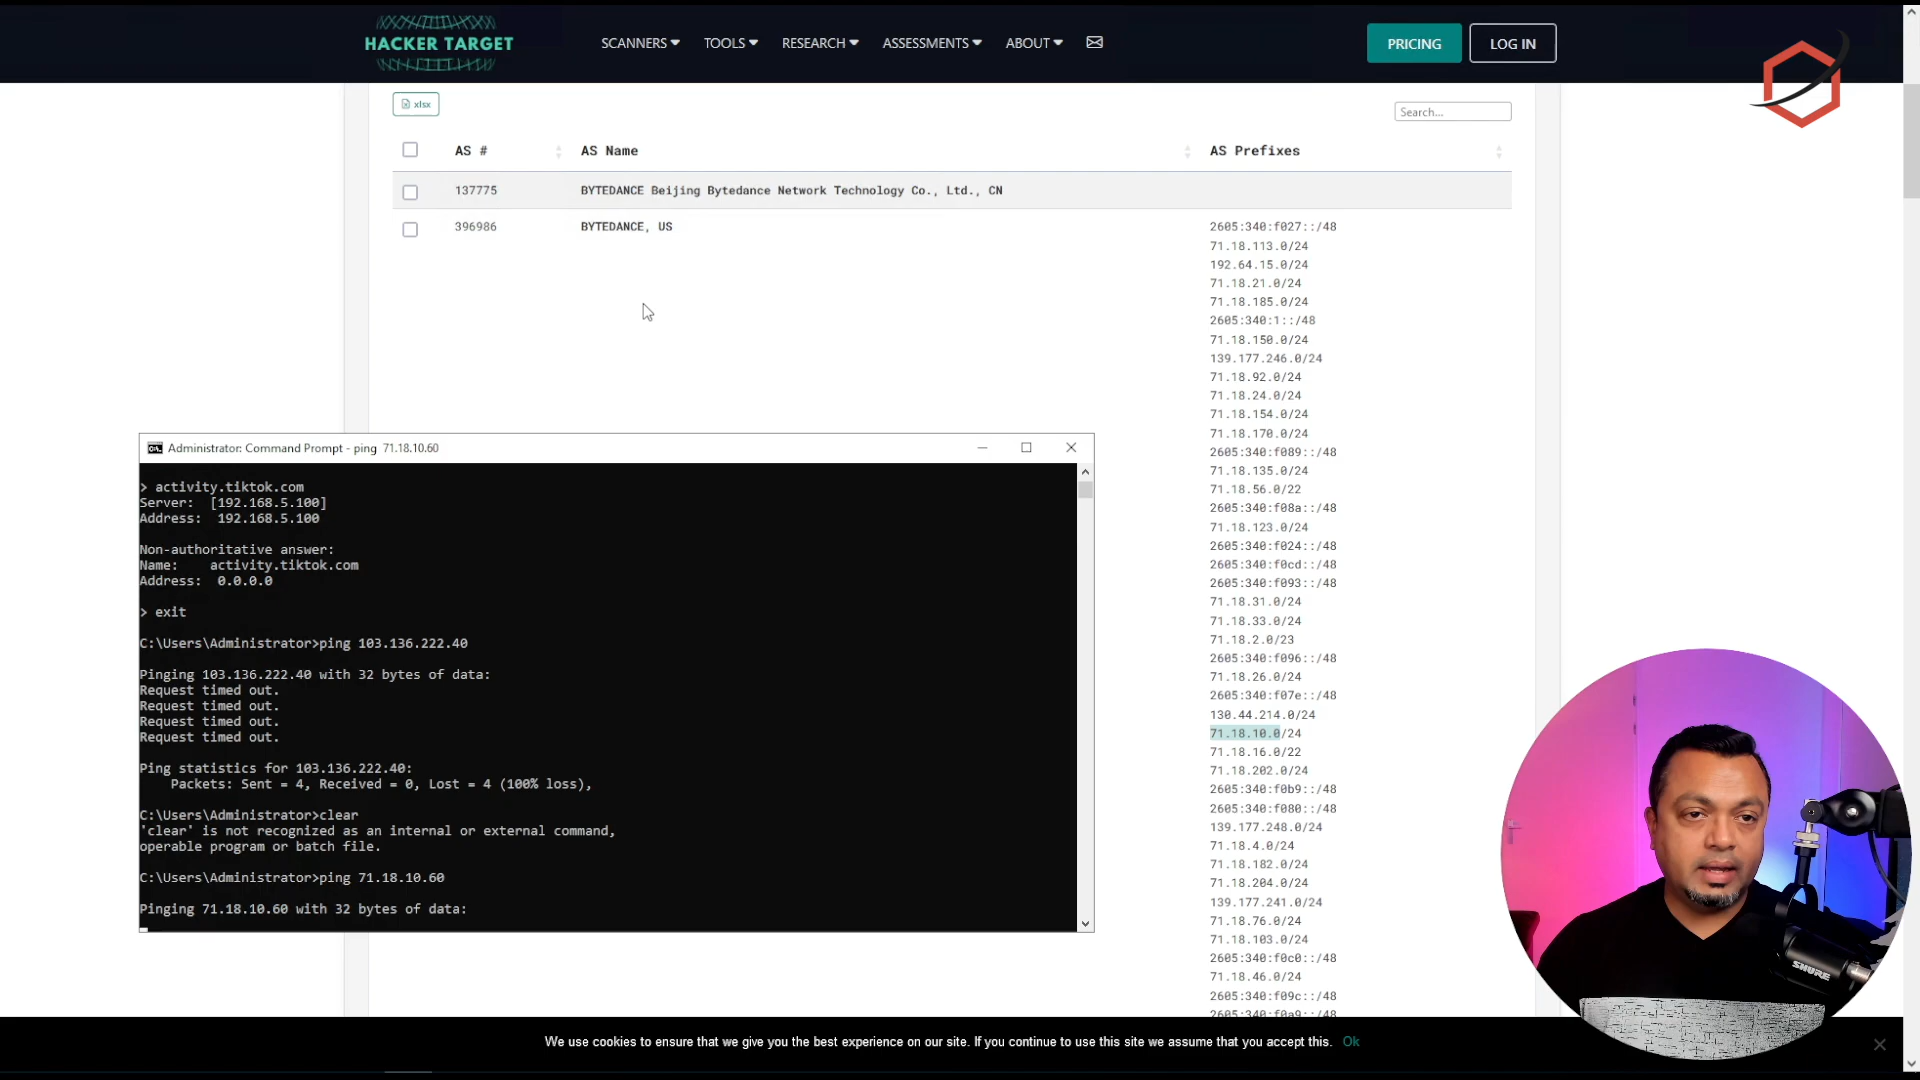 HACKER TARGET
SCANNERS TOOLS RESEARCH ASSESSMENTS ABOUT
PRICING LOG IN
xlsx
Search...
AS # AS Name AS Prefixes
137775 BYTEDANCE Beijing Bytedance Network Technology Co., Ltd., CN
396986 BYTEDANCE, US 2605:340:f027::/48
71.18.113.0/24
192.64.15.0/24
71.18.21.0/24
71.18.185.0/24
2605:340:1::/48
71.18.150.0/24
139.177.246.0/24
71.18.92.0/24
71.18.24.0/24
71.18.154.0/24
71.18.170.0/24
2605:340:f089::/48
71.18.135.0/24
71.18.56.0/22
2605:340:f08a::/48
71.18.123.0/24
2605:340:f024::/48
2605:340:f0cd::/48
2605:340:f093::/48
71.18.31.0/24
71.18.33.0/24
71.18.2.0/23
2605:340:f096::/48
71.18.26.0/24
2605:340:f07e::/48
130.44.214.0/24
71.18.10.0/24
71.18.16.0/22
71.18.202.0/24
2605:340:f0b9::/48
2605:340:f080::/48
139.177.248.0/24
71.18.4.0/24
71.18.182.0/24
71.18.204.0/24
139.177.241.0/24
71.18.76.0/24
71.18.103.0/24
2605:340:f0c0::/48
71.18.46.0/24
2605:340:f09c::/48
2605:340:f0a9::/48
Administrator: Command Prompt - ping 71.18.10.60
> activity.tiktok.com
Server: [192.168.5.100]
Address: 192.168.5.100
Non-authoritative answer:
Name: activity.tiktok.com
Address: 0.0.0.0
> exit
C:\Users\Administrator>ping 103.136.222.40
Pinging 103.136.222.40 with 32 bytes of data:
Request timed out.
Request timed out.
Request timed out.
Request timed out.
Ping statistics for 103.136.222.40:
Packets: Sent = 4, Received = 0, Lost = 4 (100% loss),
C:\Users\Administrator>clear
'clear' is not recognized as an internal or external command,
operable program or batch file.
C:\Users\Administrator>ping 71.18.10.60
Pinging 71.18.10.60 with 32 bytes of data:
SHURE
We use cookies to ensure that we give you the best experience on our site. If you continue to use this site we assume that you accept this. Ok